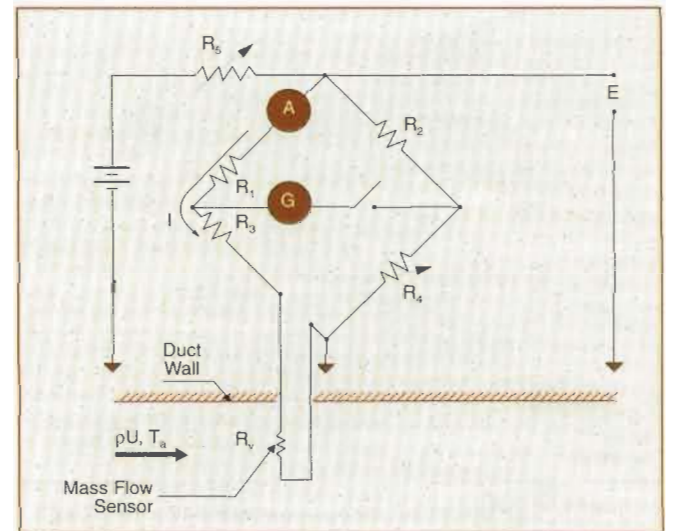 R5
A
E
R2
R1
G
I
R3
R4
Duct
Wall
ρU, Ta
Rv
Mass Flow
Sensor